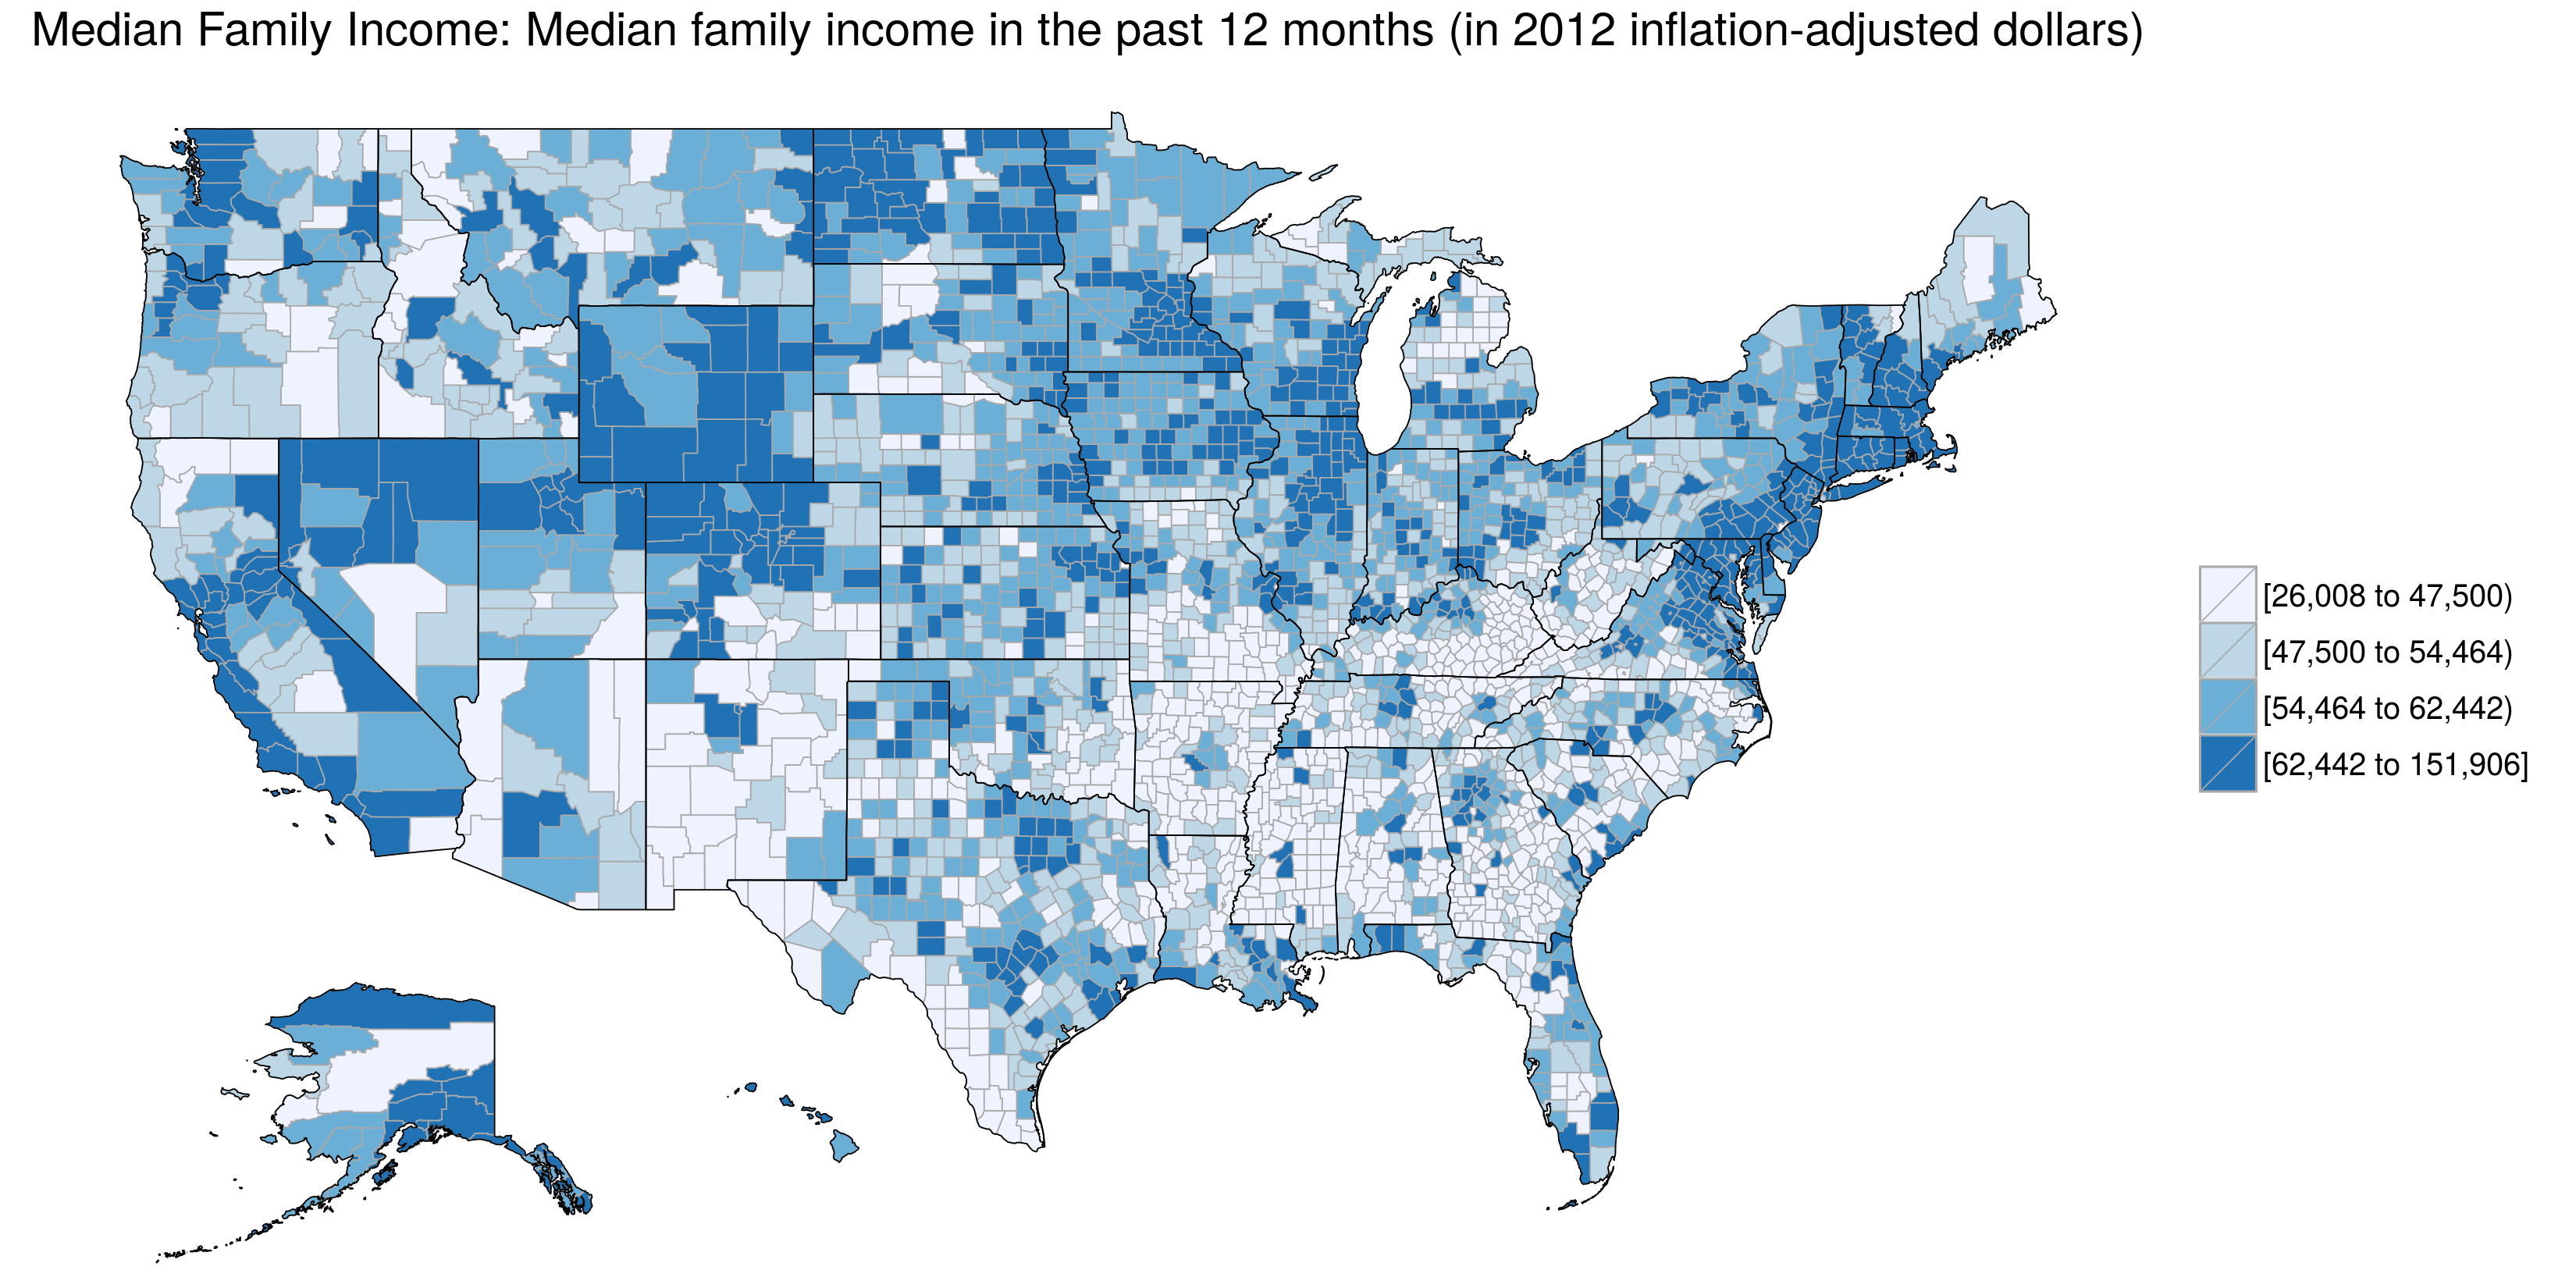 Median Family Income: Median family income in the past 12 months (in 2012 inflation-adjusted dollars)
[26,008 to 47,500)
[47,500 to 54,464)
[54,464 to 62,442)
[62,442 to 151,906]